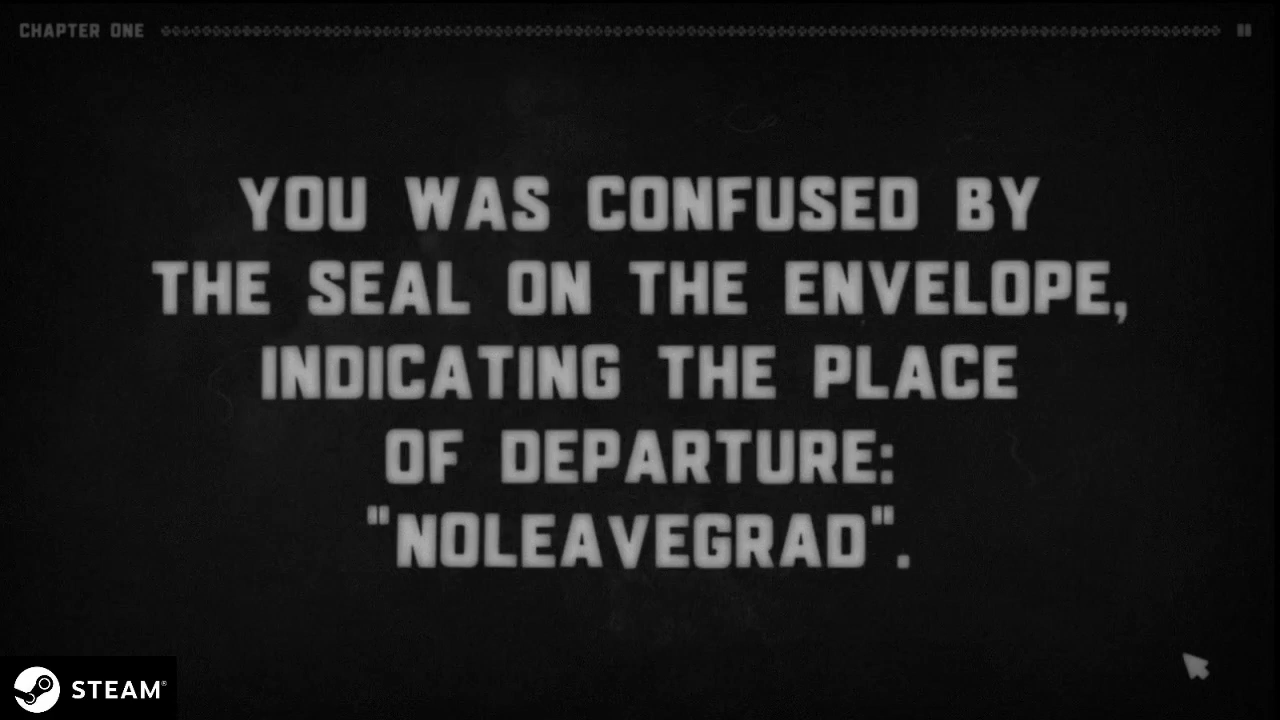 CHAPTER ONE
YOU WAS CONFUSED BY
THE SEAL ON THE ENVELOPE,
INDICATING THE PLACE
OF DEPARTURE:
"NOLEAVEGRAD".
STEAM®